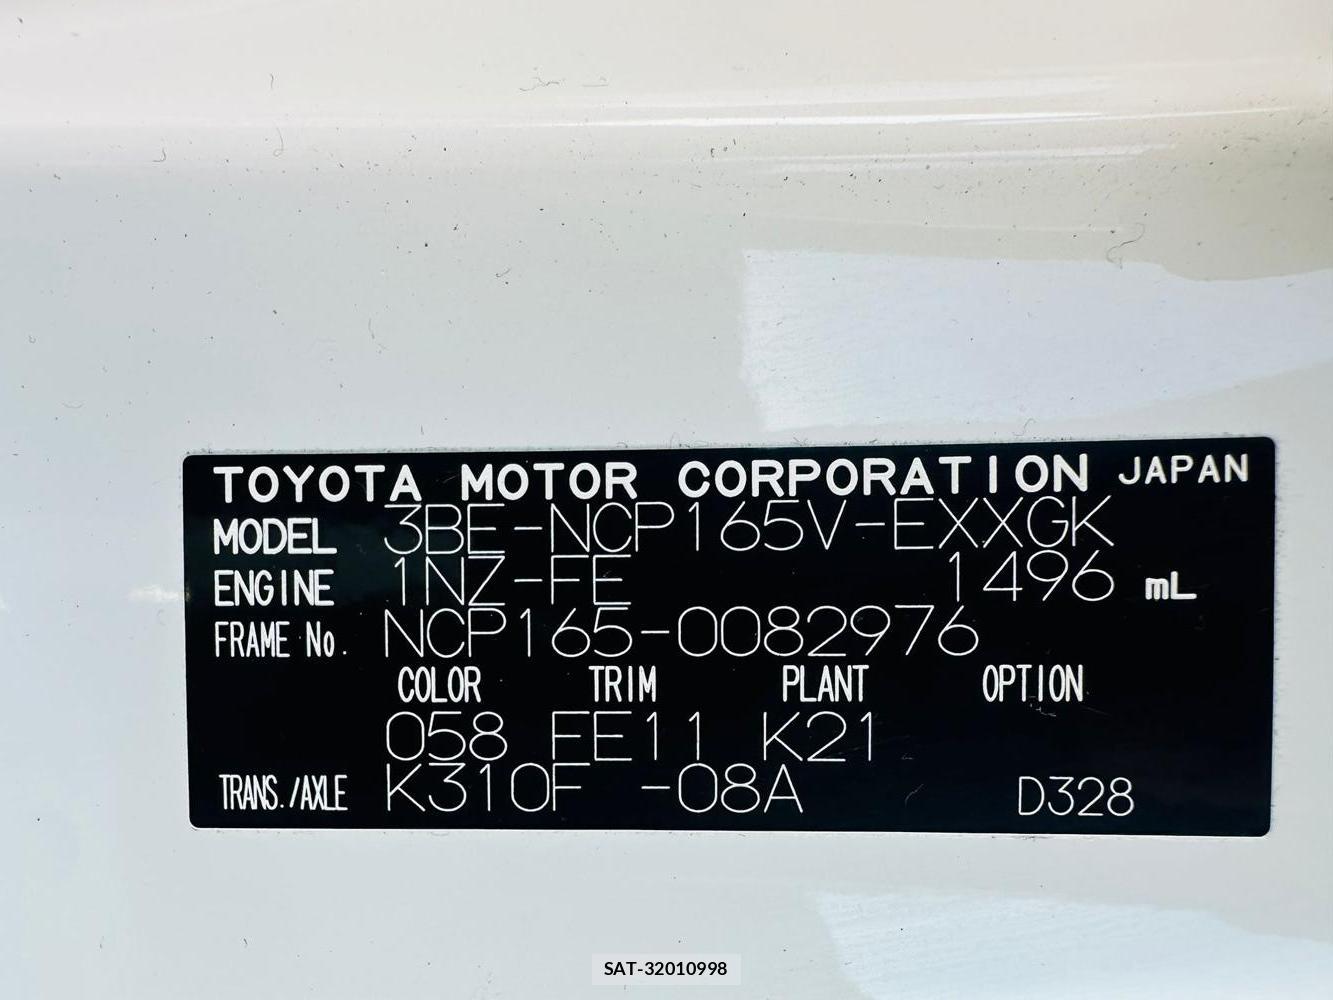 TOYOTA MOTOR CORPORATION JAPAN
MODEL 3BE-NCP165V-EXXGK
ENGINE 1NZ-FE 1496 mL
FRAME No. NCP165-0082976
COLOR TRIM PLANT OPTION
058 FE11 K21
TRANS./AXLE K310F -08A D328
SAT-32010998